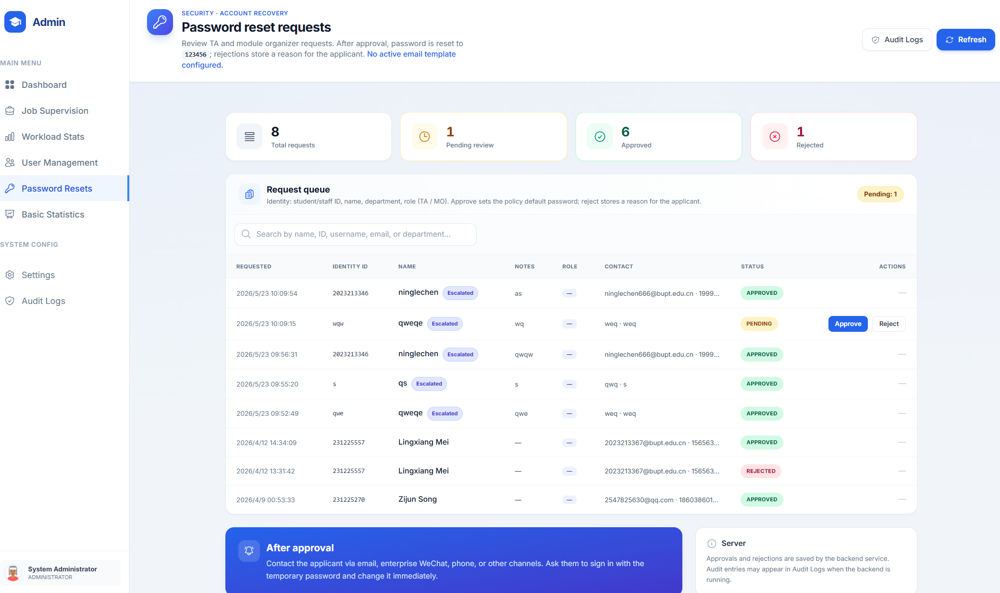 Admin
MAIN MENU
Dashboard
Job Supervision
Workload Stats
User Management
Password Resets
Basic Statistics
SYSTEM CONFIG
Settings
Audit Logs
System Administrator
ADMINISTRATOR
SECURITY · ACCOUNT RECOVERY
Password reset requests
Review TA and module organizer requests. After approval, password is reset to
123456 ; rejections store a reason for the applicant. No active email template
configured.
Audit Logs
Refresh
8
Total requests
1
Pending review
6
Approved
1
Rejected
Request queue
Identity: student/staff ID, name, department, role (TA / MO). Approve sets the policy default password; reject stores a reason for the applicant.
Pending: 1
Search by name, ID, username, email, or department...
REQUESTED IDENTITY ID NAME NOTES ROLE CONTACT STATUS ACTIONS
2026/5/23 10:09:54 2023213346 ninglechen Escalated as — ninglechen666@bupt.edu.cn · 1999... APPROVED —
2026/5/23 10:09:15 wqw qweqe Escalated wq — weq · weq PENDING Approve Reject
2026/5/23 09:56:31 2023213346 ninglechen Escalated qwqw — ninglechen666@bupt.edu.cn · 1999... APPROVED —
2026/5/23 09:55:20 s qs Escalated s — qwq · s APPROVED —
2026/5/23 09:52:49 qwe qweqe Escalated qwe — weq · weq APPROVED —
2026/4/12 14:34:09 231225557 Lingxiang Mei — — 2023213367@bupt.edu.cn · 156563... APPROVED —
2026/4/12 13:31:42 231225557 Lingxiang Mei — — 2023213367@bupt.edu.cn · 156563... REJECTED —
2026/4/9 00:53:33 231225270 Zijun Song — — 2547825630@qq.com · 186038601... APPROVED —
After approval
Contact the applicant via email, enterprise WeChat, phone, or other channels. Ask them to sign in with the
temporary password and change it immediately.
Server
Approvals and rejections are saved by the backend service.
Audit entries may appear in Audit Logs when the backend is
running.